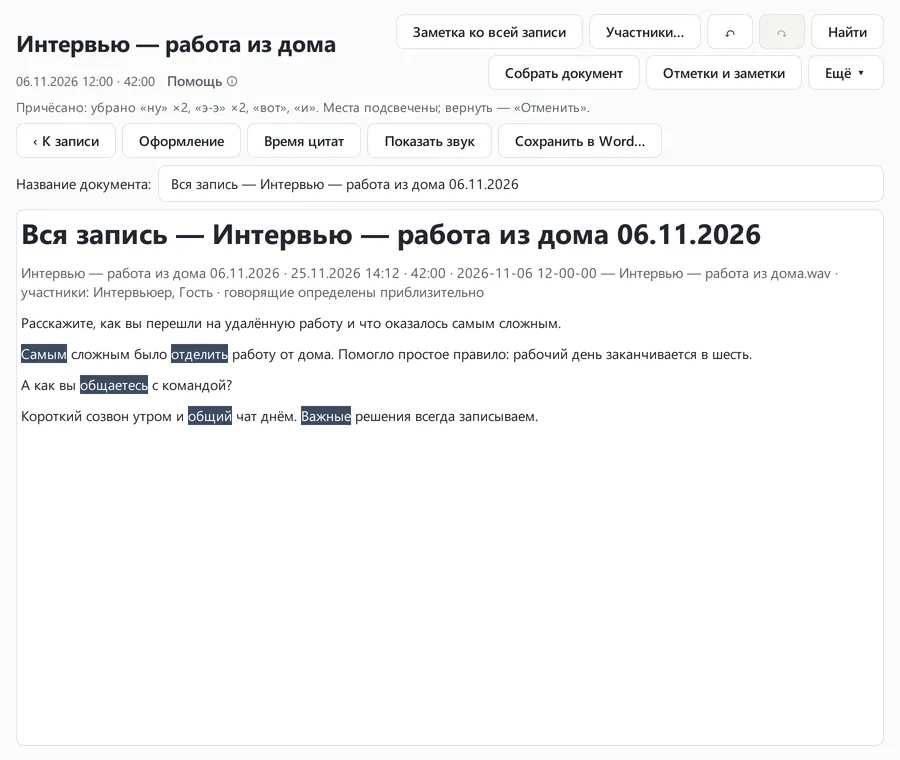 Интервью — работа из дома
Заметка ко всей записи
Участники...
Найти
06.11.2026 12:00 · 42:00
Помощь
Собрать документ
Отметки и заметки
Ещё
Причёсано: убрано «ну» ×2, «э-э» ×2, «вот», «и». Места подсвечены; вернуть — «Отменить».
‹ К записи
Оформление
Время цитат
Показать звук
Сохранить в Word...
Название документа:
Вся запись — Интервью — работа из дома 06.11.2026
Вся запись — Интервью — работа из дома 06.11.2026
Интервью — работа из дома 06.11.2026 · 25.11.2026 14:12 · 42:00 · 2026-11-06 12-00-00 — Интервью — работа из дома.wav ·
участники: Интервьюер, Гость · говорящие определены приблизительно
Расскажите, как вы перешли на удалённую работу и что оказалось самым сложным.
Самым сложным было отделить работу от дома. Помогло простое правило: рабочий день заканчивается в шесть.
А как вы общаетесь с командой?
Короткий созвон утром и общий чат днём. Важные решения всегда записываем.